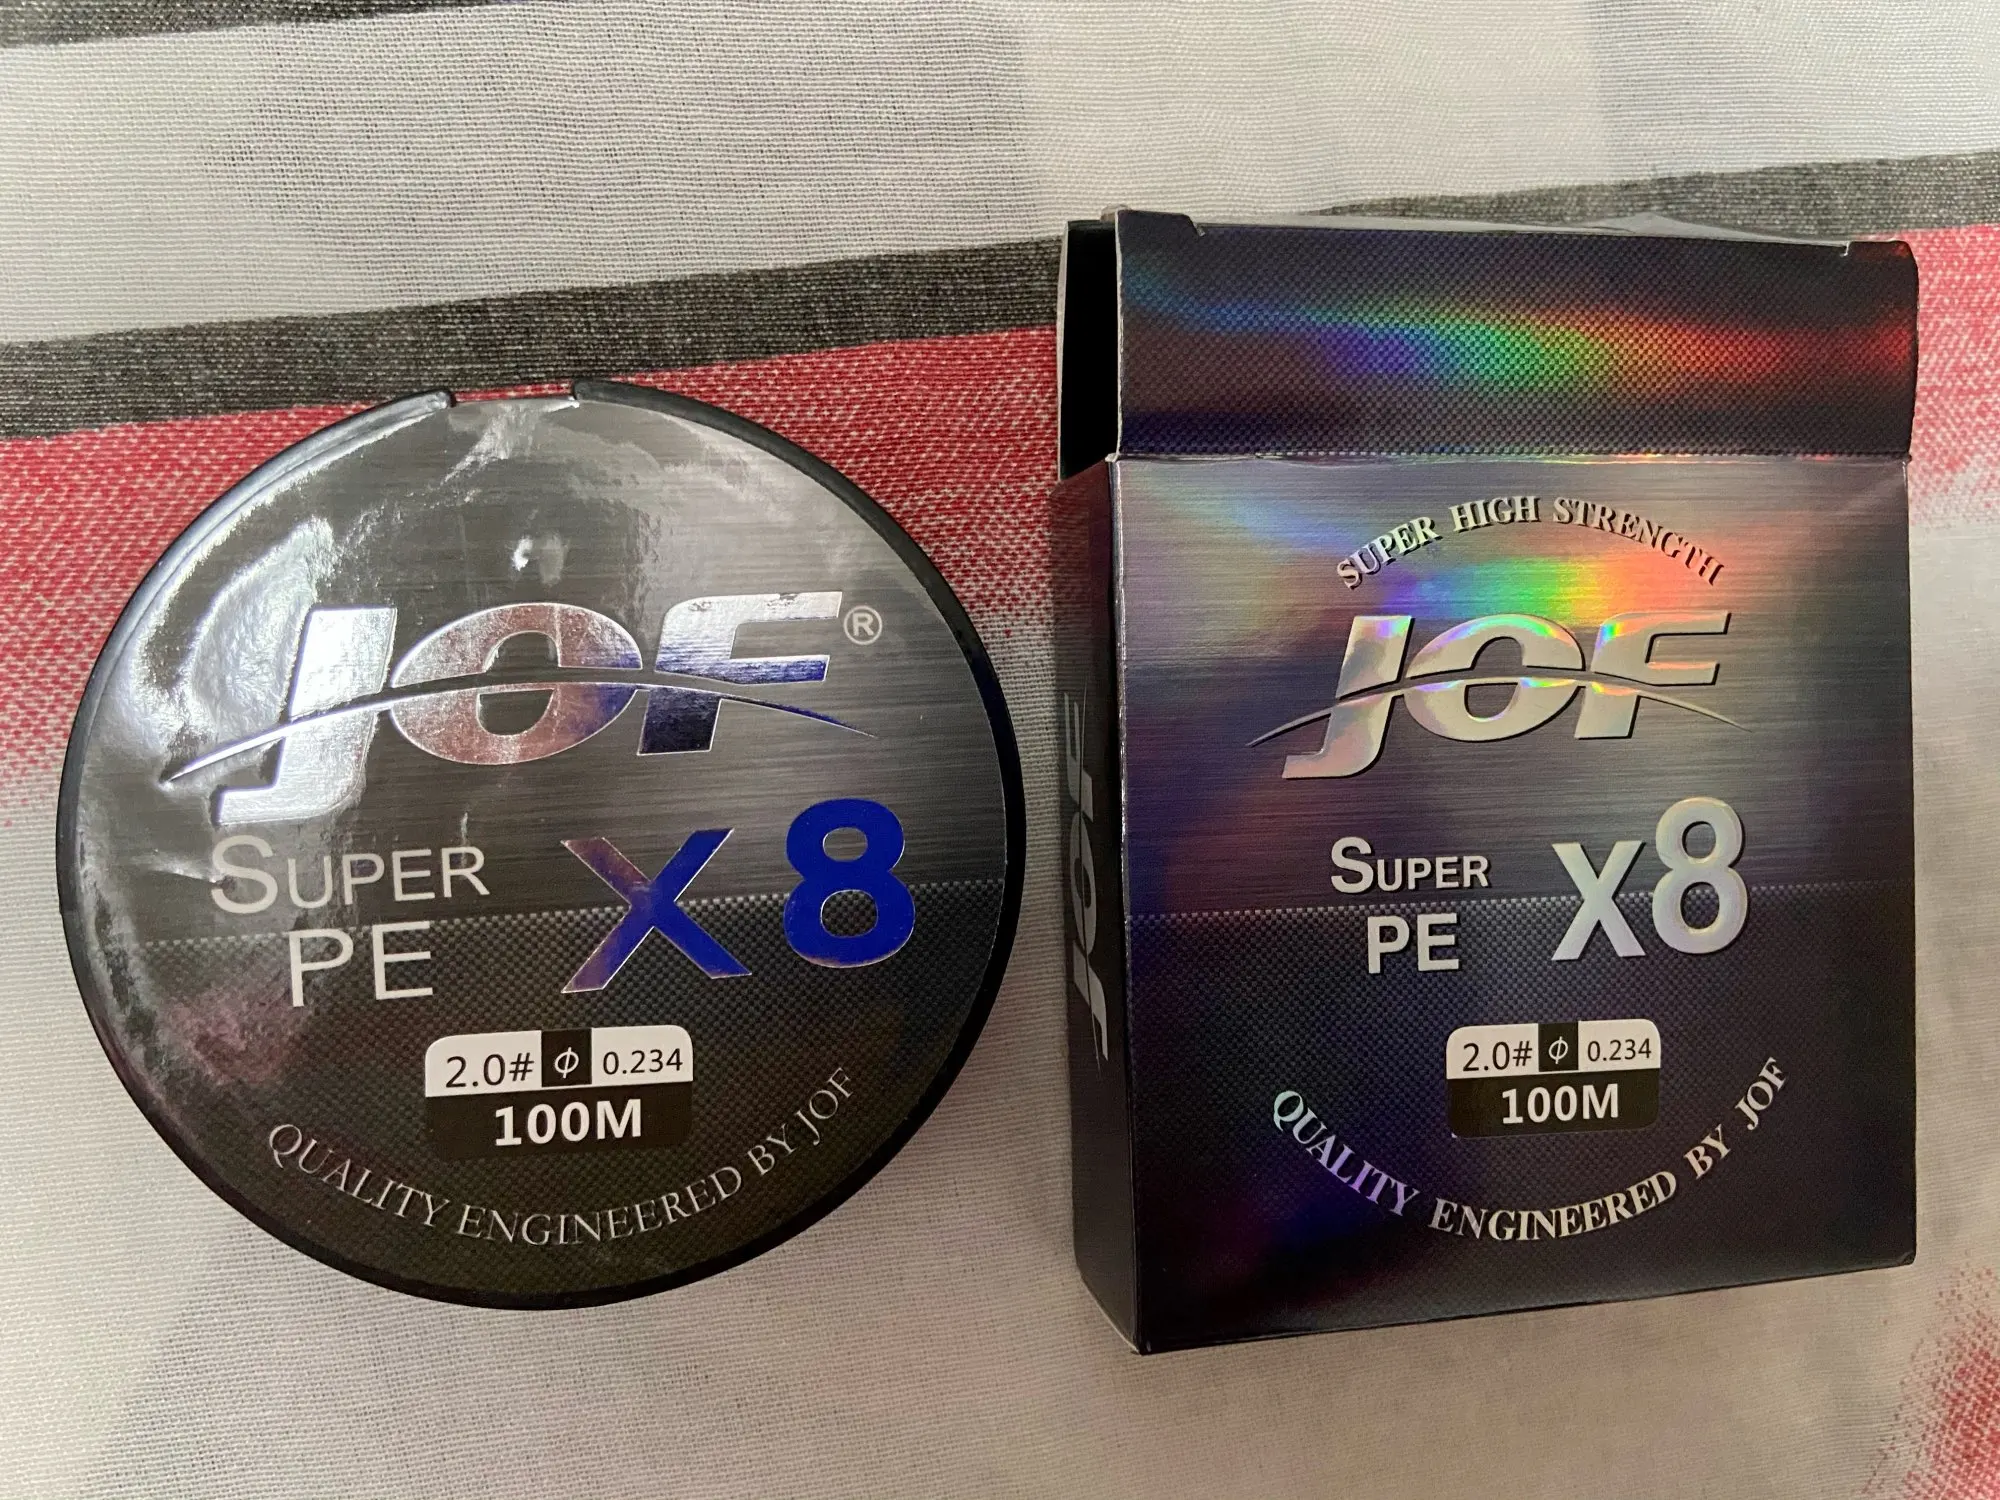 JOF®
SUPER
PE
X8
2.0# ϕ 0.234
100M
QUALITY ENGINEERED BY JOF
SUPER HIGH STRENGTH
JOF
SUPER
PE
X8
2.0# ϕ 0.234
100M
QUALITY ENGINEERED BY JOF
JOF